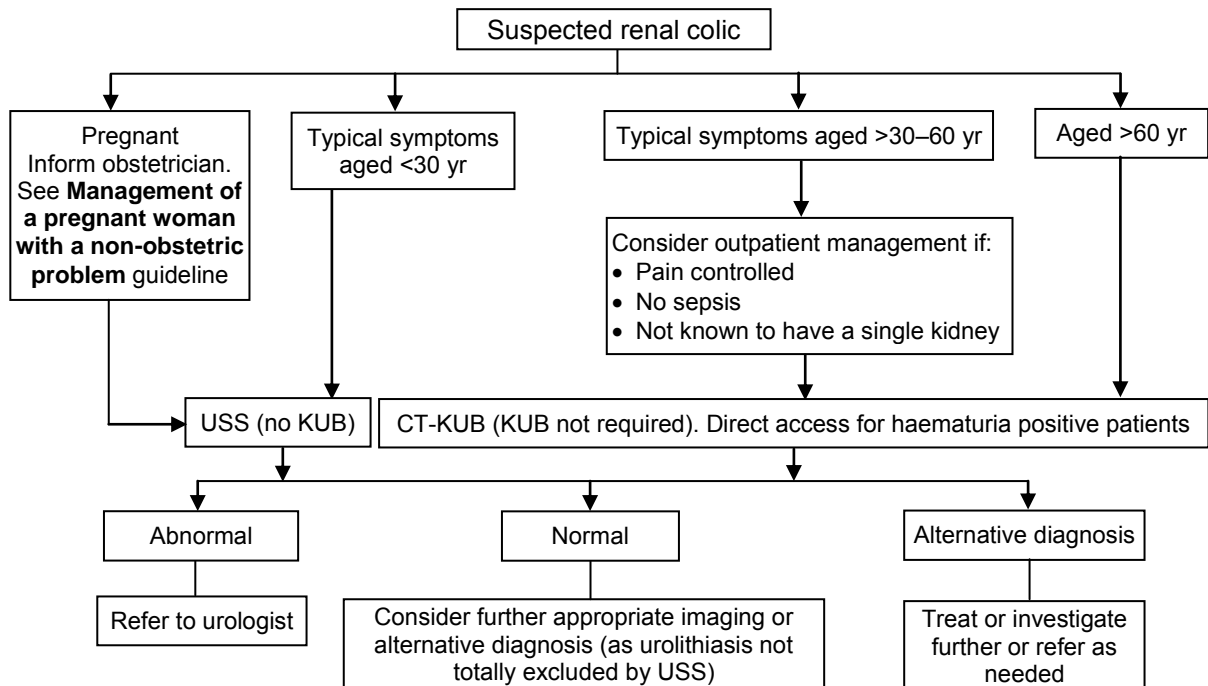 Suspected renal colic
Pregnant
Inform obstetrician.
See Management of
a pregnant woman
with a non-obstetric
problem guideline
Typical symptoms
aged <30 yr
Typical symptoms aged >30–60 yr
Aged >60 yr
Consider outpatient management if:
• Pain controlled
• No sepsis
• Not known to have a single kidney
USS (no KUB)
CT-KUB (KUB not required). Direct access for haematuria positive patients
Abnormal
Normal
Alternative diagnosis
Refer to urologist
Consider further appropriate imaging or
alternative diagnosis (as urolithiasis not
totally excluded by USS)
Treat or investigate
further or refer as
needed